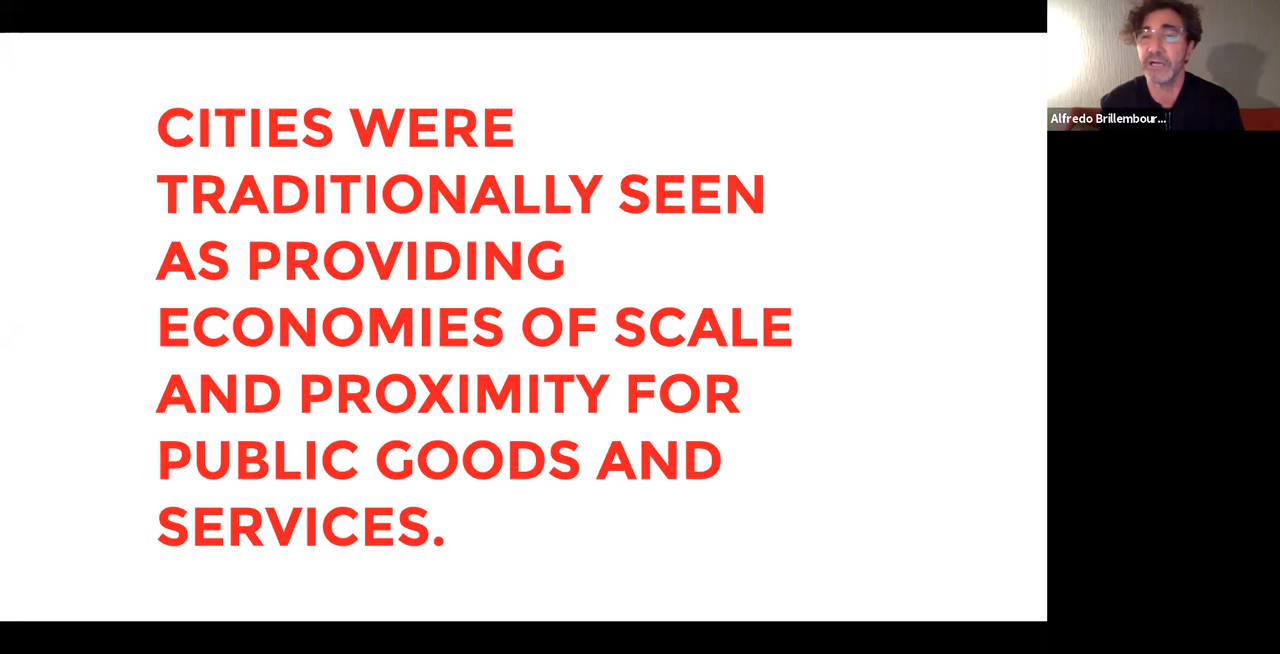 CITIES WERE
TRADITIONALLY SEEN
AS PROVIDING
ECONOMIES OF SCALE
AND PROXIMITY FOR
PUBLIC GOODS AND
SERVICES.
Alfredo Brillembour...